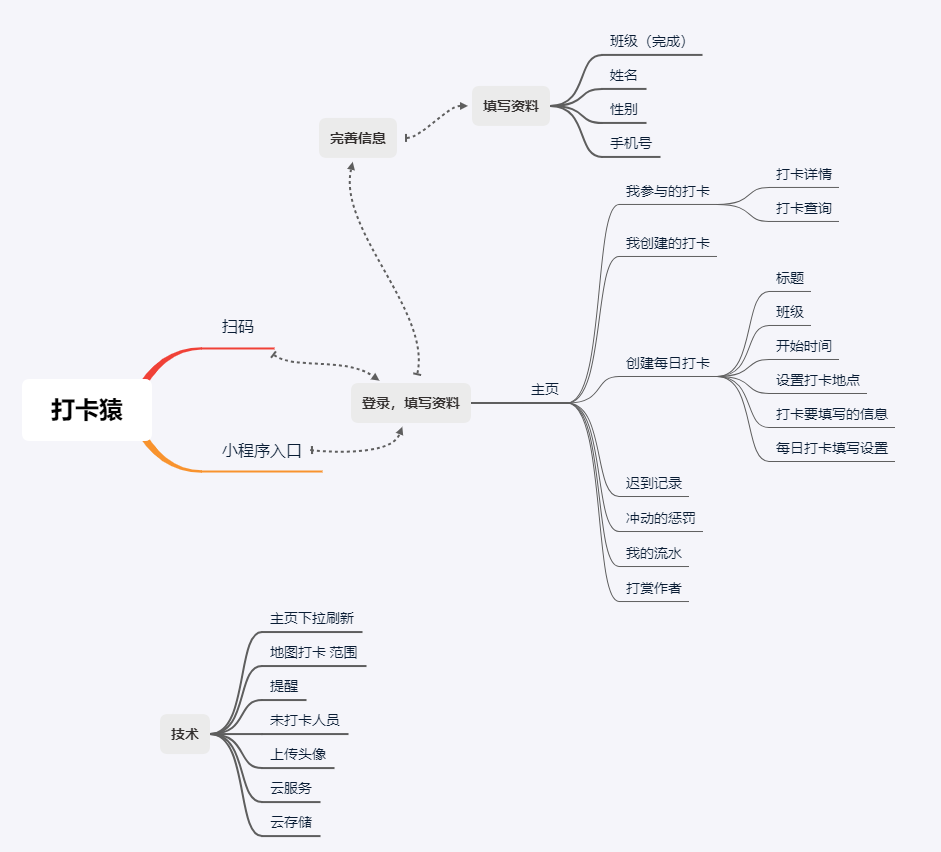 班级（完成）
姓名
填写资料
性别
完善信息
手机号
打卡详情
我参与的打卡
打卡查询
我创建的打卡
标题
班级
扫码
开始时间
创建每日打卡
设置打卡地点
主页
登录，填写资料
打卡猿
打卡要填写的信息
小程序入口
每日打卡填写设置
迟到记录
冲动的惩罚
我的流水
打赏作者
主页下拉刷新
地图打卡 范围
提醒
未打卡人员
技术
上传头像
云服务
云存储